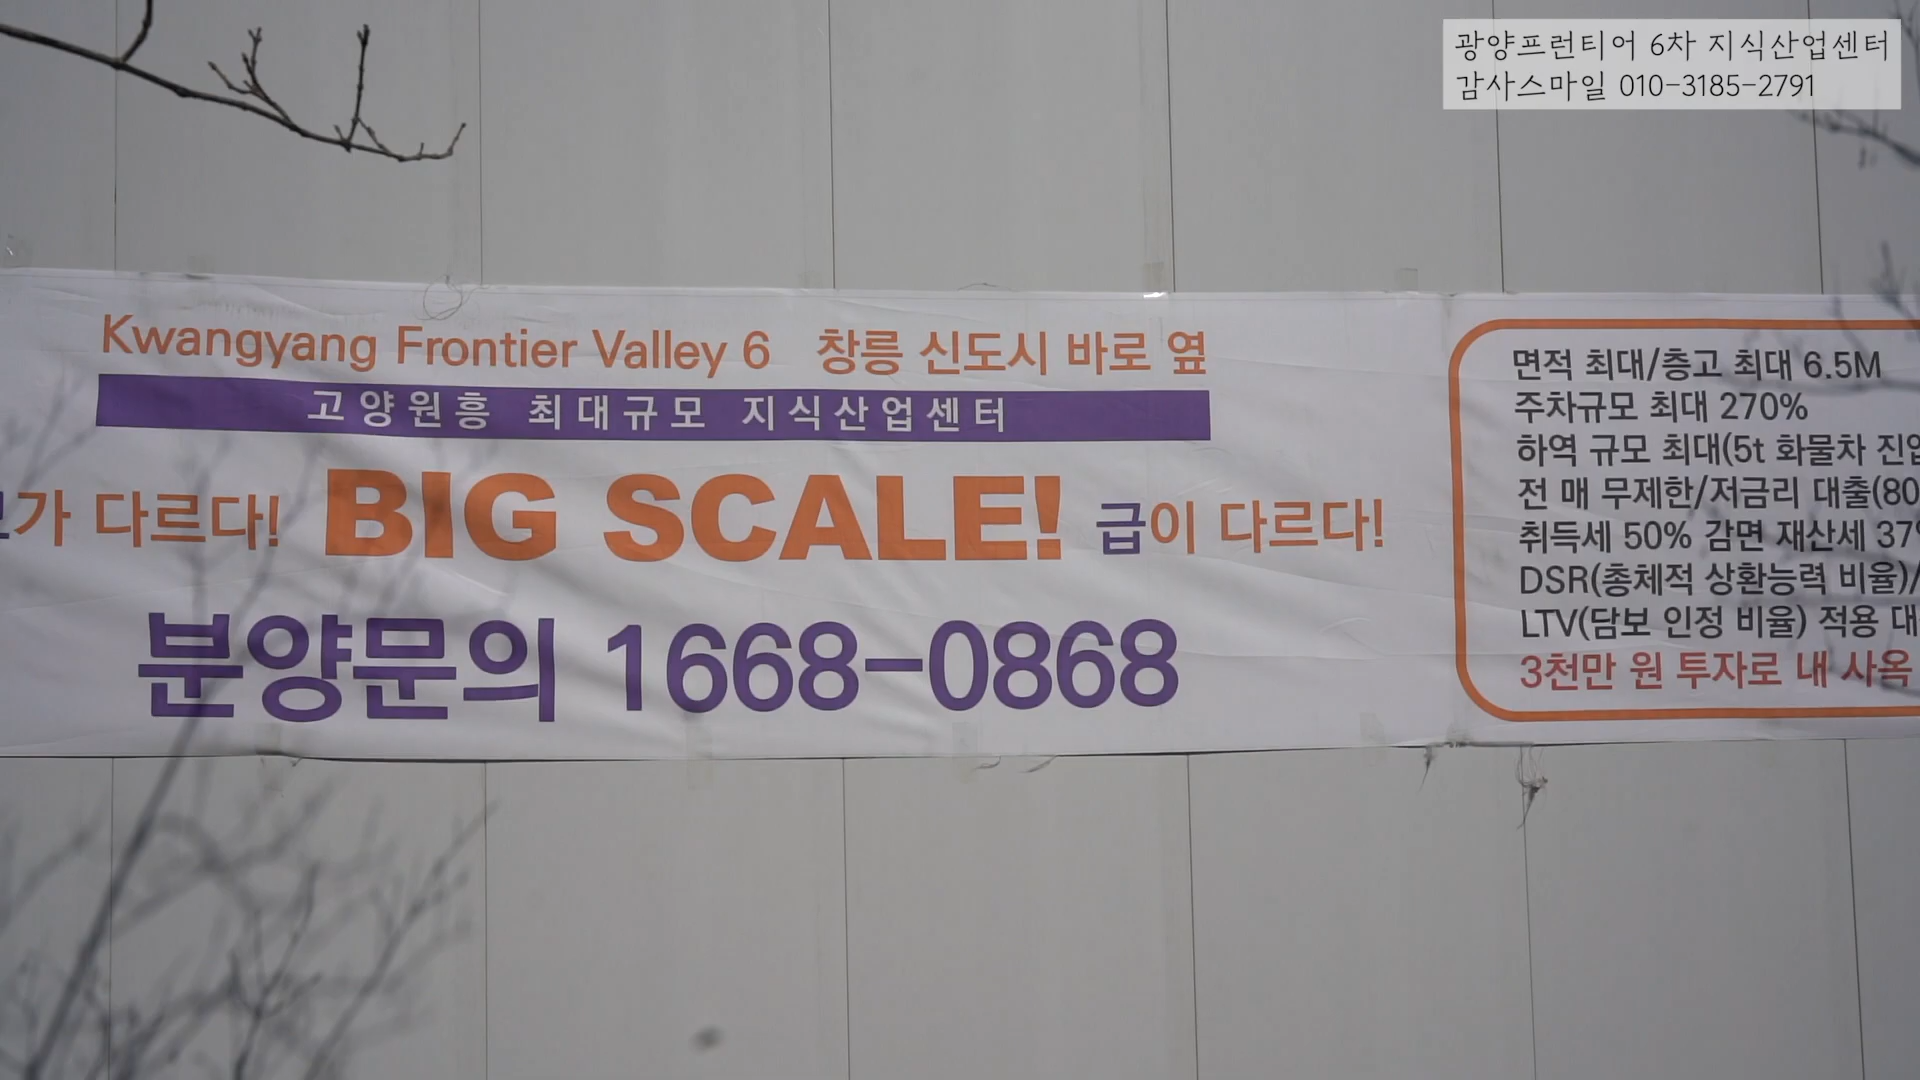 광양프런티어 6차 지식산업센터
감사스마일 010-3185-2791
Kwangyang Frontier Valley 6 창릉 신도시 바로 옆
고양원흥 최대규모 지식산업센터
다르다! BIG SCALE! 급이 다르다!
분양문의 1668-0868
면적 최대/층고 최대 6.5M
주차규모 최대 270%
하역 규모 최대(5t 화물차
전 매 무제한/저금리 대출(80
취득세 50% 감면 재산세 37
DSR(총체적 상환능력 비율)/
LTV(담보 인정 비율) 적용
3천만 원 투자로 내 사옥